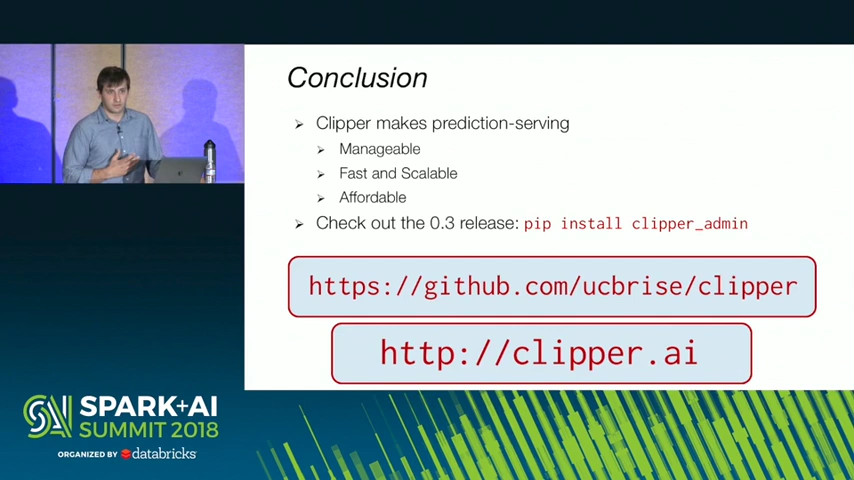 Conclusion
➢ Clipper makes prediction-serving
➢ Manageable
➢ Fast and Scalable
➢ Affordable
➢ Check out the 0.3 release: pip install clipper_admin
https://github.com/ucbrise/clipper
http://clipper.ai
SPARK+AI
SUMMIT 2018
ORGANIZED BY databricks